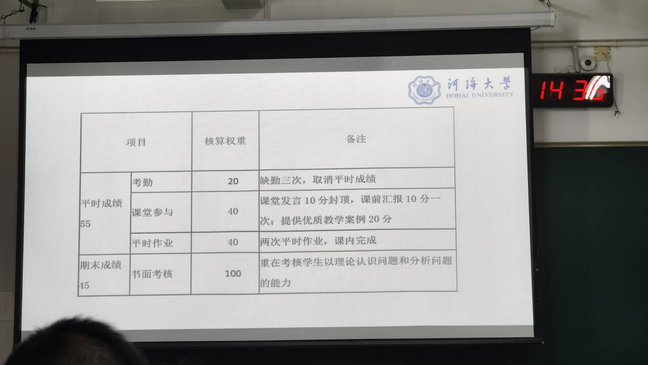 河海大学
HOHAI UNIVERSITY
14 3
项目 核算权重 备注
平时成绩
55
考勤 20 缺勤三次，取消平时成绩
课堂参与 40 课堂发言 10 分封顶，课前汇报 10 分一
次；提供优质教学案例 20 分
平时作业 40 两次平时作业，课内完成
期末成绩
45
书面考核 100 重在考核学生以理论认识问题和分析问题
的能力